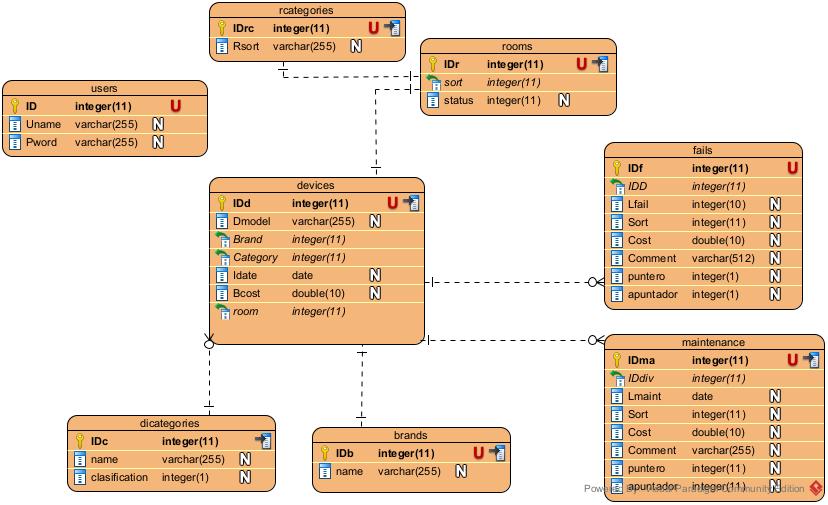 rcategories
IDrc integer(11) U
Rsort varchar(255) N
rooms
IDr integer(11) U
sort integer(11)
status integer(11) N
users
ID integer(11) U
Uname varchar(255) N
Pword varchar(255) N
fails
IDf integer(11) U
IDD integer(11)
Lfail integer(10) N
Sort integer(11) N
Cost double(10) N
Comment varchar(512) N
puntero integer(1) N
apuntador integer(1) N
devices
IDd integer(11) U
Dmodel varchar(255) N
Brand integer(11)
Category integer(11)
Idate date N
Bcost double(10) N
room integer(11)
maintenance
IDma integer(11) U
IDdiv integer(11)
Lmaint date N
Sort integer(11) N
Cost double(10) N
Comment varchar(255) N
puntero integer(11) N
apuntador integer(11) N
dicategories
IDc integer(11)
name varchar(255) N
clasification integer(1) N
brands
IDb integer(11) U
name varchar(255) N